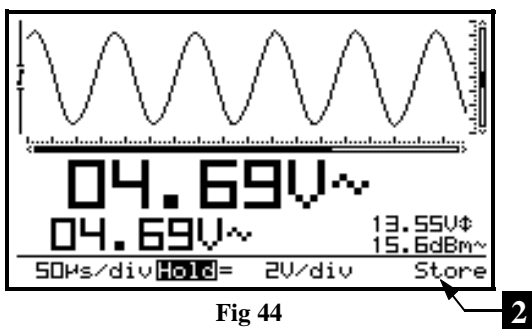 04.69V~
04.69V~
13.55V⇕
15.6dBm~
50µs/div Hold= 2V/div Store
2
Fig 44